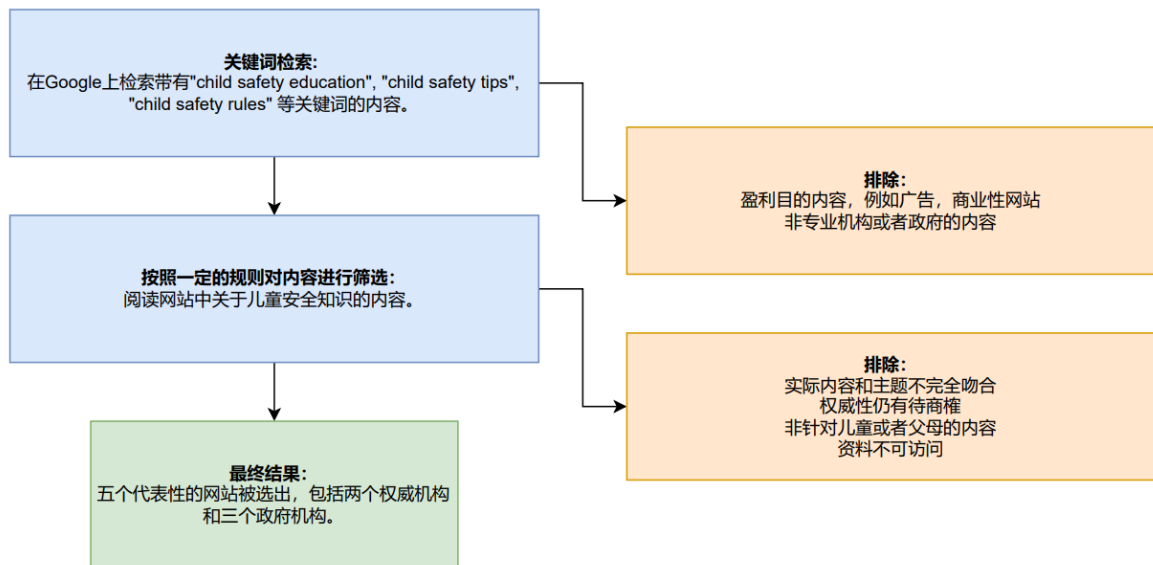 关键词检索：
在Google上检索带有"child safety education", "child safety tips",
"child safety rules" 等关键词的内容。
排除：
盈利目的内容，例如广告，商业性网站
非专业机构或者政府的内容
按照一定的规则对内容进行筛选：
阅读网站中关于儿童安全知识的内容。
排除：
实际内容和主题不完全吻合
权威性仍有待商榷
非针对儿童或者父母的内容
资料不可访问
最终结果：
五个代表性的网站被选出，包括两个权威机构
和三个政府机构。